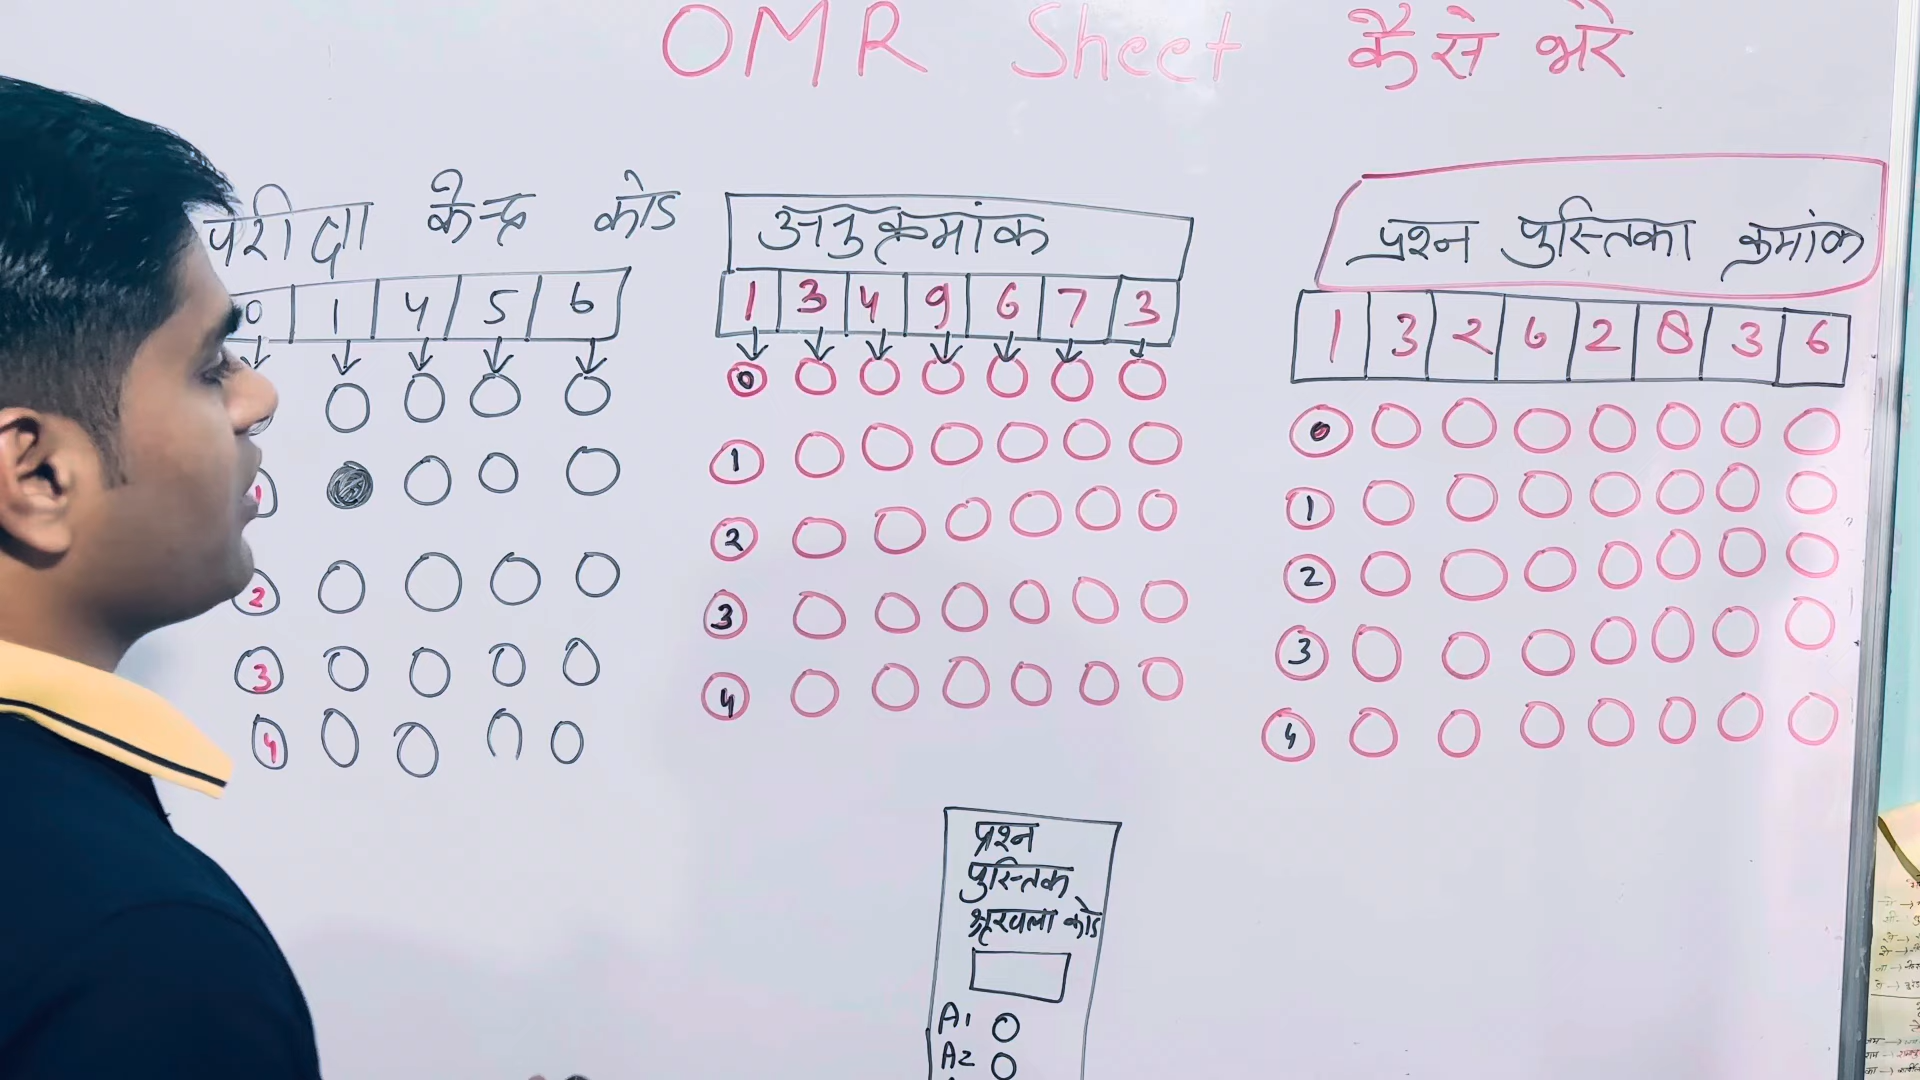 OMR Sheet कैसे भरे
परीक्षा केन्द्र कोड
0 1 4 5 6
1
2
3
4
अनुक्रमांक
1 3 4 9 6 7 3
0
1
2
3
4
प्रश्न पुस्तिका क्रमांक
1 3 2 6 2 8 3 6
0
1
2
3
4
प्रश्न
पुस्तिक
श्रृखला कोड
A1
A2